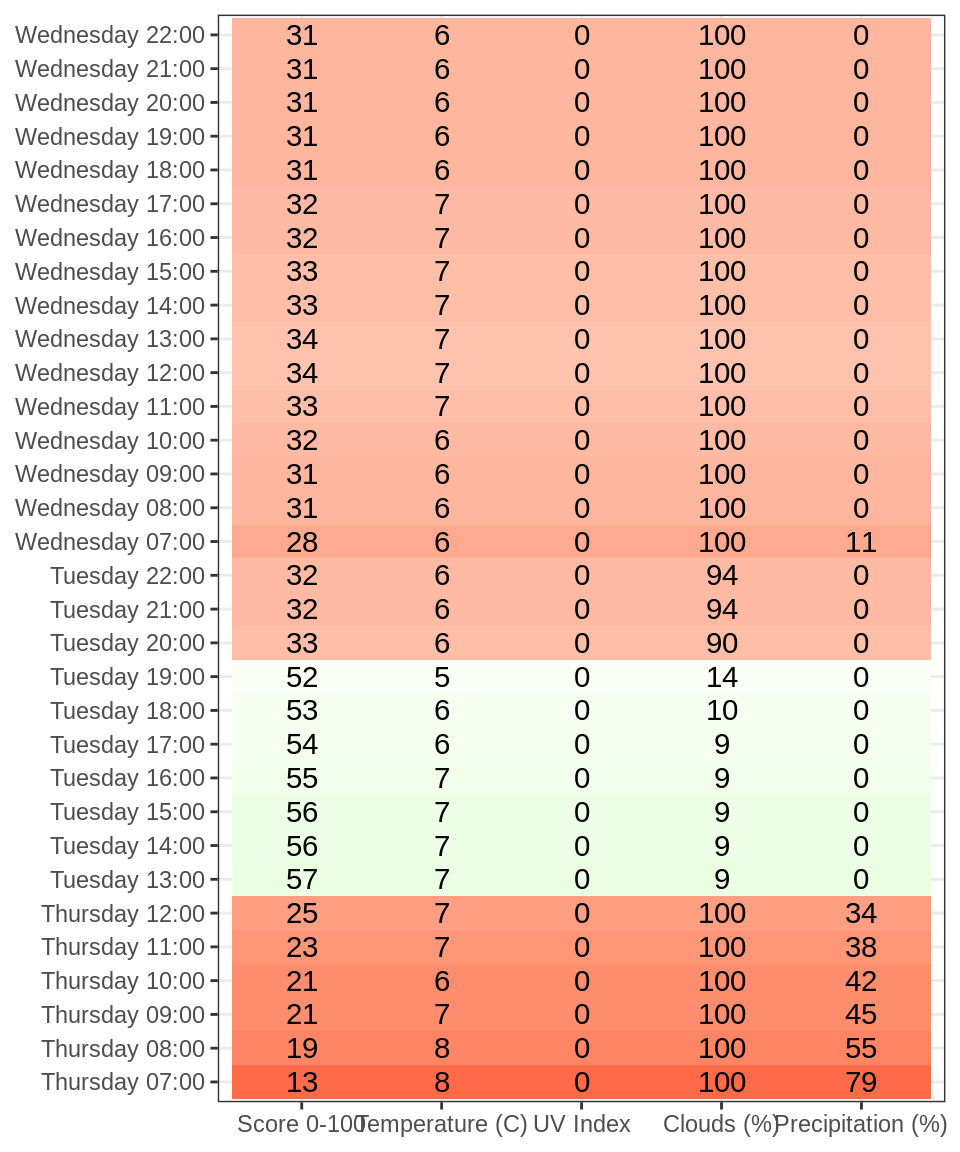 Wednesday 22:00 31 6 0 100 0
Wednesday 21:00 31 6 0 100 0
Wednesday 20:00 31 6 0 100 0
Wednesday 19:00 31 6 0 100 0
Wednesday 18:00 31 6 0 100 0
Wednesday 17:00 32 7 0 100 0
Wednesday 16:00 32 7 0 100 0
Wednesday 15:00 33 7 0 100 0
Wednesday 14:00 33 7 0 100 0
Wednesday 13:00 34 7 0 100 0
Wednesday 12:00 34 7 0 100 0
Wednesday 11:00 33 7 0 100 0
Wednesday 10:00 32 6 0 100 0
Wednesday 09:00 31 6 0 100 0
Wednesday 08:00 31 6 0 100 0
Wednesday 07:00 28 6 0 100 11
Tuesday 22:00 32 6 0 94 0
Tuesday 21:00 32 6 0 94 0
Tuesday 20:00 33 6 0 90 0
Tuesday 19:00 52 5 0 14 0
Tuesday 18:00 53 6 0 10 0
Tuesday 17:00 54 6 0 9 0
Tuesday 16:00 55 7 0 9 0
Tuesday 15:00 56 7 0 9 0
Tuesday 14:00 56 7 0 9 0
Tuesday 13:00 57 7 0 9 0
Thursday 12:00 25 7 0 100 34
Thursday 11:00 23 7 0 100 38
Thursday 10:00 21 6 0 100 42
Thursday 09:00 21 7 0 100 45
Thursday 08:00 19 8 0 100 55
Thursday 07:00 13 8 0 100 79
Score 0-100 Temperature (C) UV Index Clouds (%) Precipitation (%)